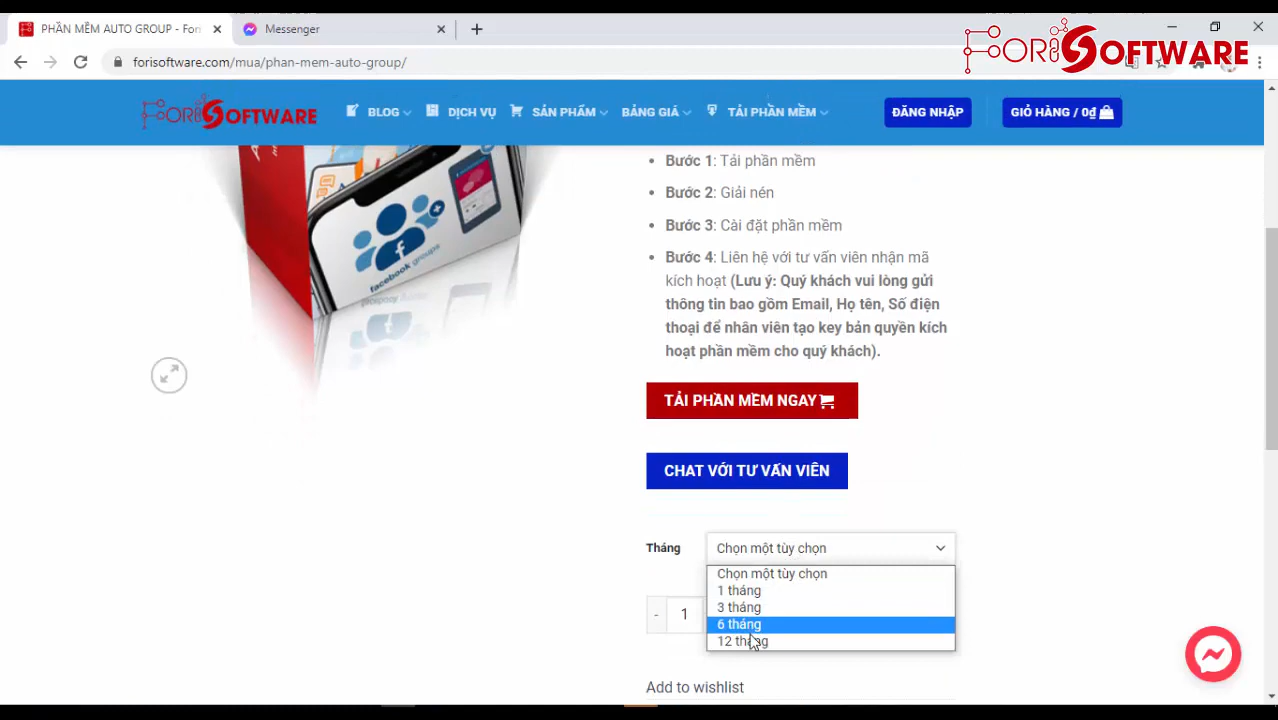 PHẦN MỀM AUTO GROUP - Fori
Messenger
FORISOFTWARE
forisoftware.com/mua/phan-mem-auto-group/
FORISOFTWARE
BLOG
DỊCH VỤ
SẢN PHẨM
BẢNG GIÁ
TẢI PHẦN MỀM
ĐĂNG NHẬP
GIỎ HÀNG / 0₫
facebook groups
Bước 1: Tải phần mềm
Bước 2: Giải nén
Bước 3: Cài đặt phần mềm
Bước 4: Liên hệ với tư vấn viên nhận mã
kích hoạt (Lưu ý: Quý khách vui lòng gửi
thông tin bao gồm Email, Họ tên, Số điện
thoại để nhân viên tạo key bản quyền kích
hoạt phần mềm cho quý khách).
TẢI PHẦN MỀM NGAY
CHAT VỚI TƯ VẤN VIÊN
Tháng
Chọn một tùy chọn
Chọn một tùy chọn
1 tháng
3 tháng
6 tháng
12 tháng
- 1
Add to wishlist